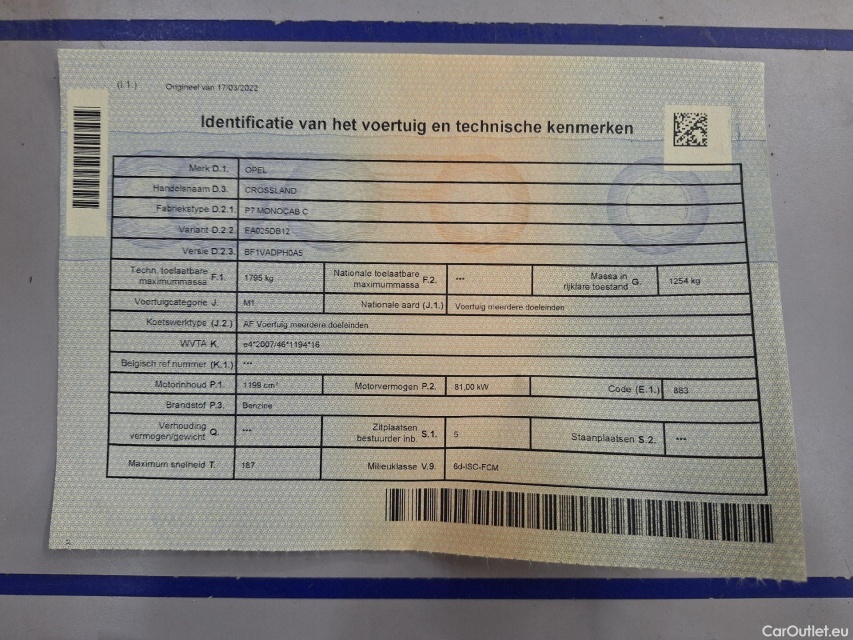 (I.1.) Origineel van 17/03/2022
Identificatie van het voertuig en technische kenmerken
Merk D.1. OPEL
Handelsnaam D.3. CROSSLAND
Fabriekstype D.2.1. P7 MONOCAB C
Variant D.2.2. EA025DB12
Versie D.2.3. BF1VADPH0A5
Techn. toelaatbare maximummassa F.1. 1795 kg Nationale toelaatbare maximummassa F.2. *** Massa in rijklare toestand G. 1254 kg
Voertuigcategorie J. M1 Nationale aard (J.1.) Voertuig meerdere doeleinden
Koetswerktype (J.2.) AF Voertuig meerdere doeleinden
WVTA K. e4*2007/46*1194*16
Belgisch ref nummer (K.1.) ***
Motorinhoud P.1. 1199 cm³ Motorvermogen P.2. 81,00 kW Code (E.1.) 883
Brandstof P.3. Benzine
Verhouding vermogen/gewicht Q. *** Zitplaatsen bestuurder inb. S.1. 5 Staanplaatsen S.2. ***
Maximum snelheid T. 187 Milieuklasse V.9. 6d-ISC-FCM
CarOutlet.eu